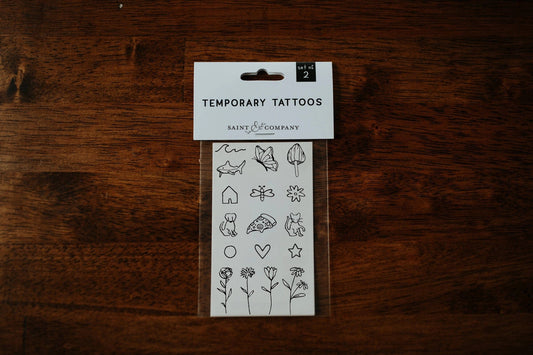 set of
2
TEMPORARY TATTOOS
SAINT & COMPANY